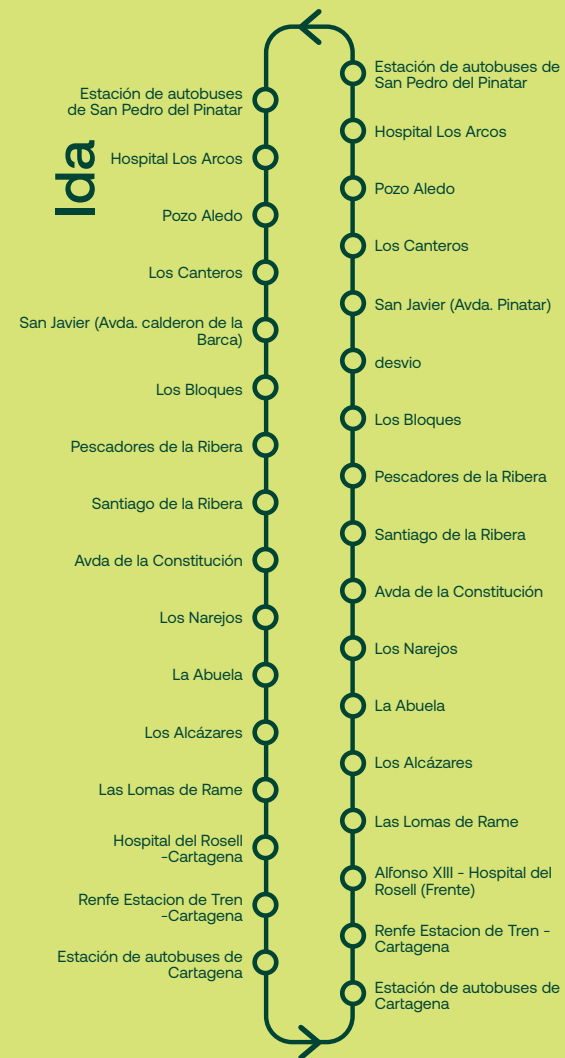 Ida
Estación de autobuses
de San Pedro del Pinatar
Hospital Los Arcos
Pozo Aledo
Los Canteros
San Javier (Avda. calderon de la
Barca)
Los Bloques
Pescadores de la Ribera
Santiago de la Ribera
Avda de la Constitución
Los Narejos
La Abuela
Los Alcázares
Las Lomas de Rame
Hospital del Rosell
-Cartagena
Renfe Estacion de Tren
-Cartagena
Estación de autobuses de
Cartagena
Estación de autobuses de
San Pedro del Pinatar
Hospital Los Arcos
Pozo Aledo
Los Canteros
San Javier (Avda. Pinatar)
desvio
Los Bloques
Pescadores de la Ribera
Santiago de la Ribera
Avda de la Constitución
Los Narejos
La Abuela
Los Alcázares
Las Lomas de Rame
Alfonso XIII - Hospital del
Rosell (Frente)
Renfe Estacion de Tren -
Cartagena
Estación de autobuses de
Cartagena